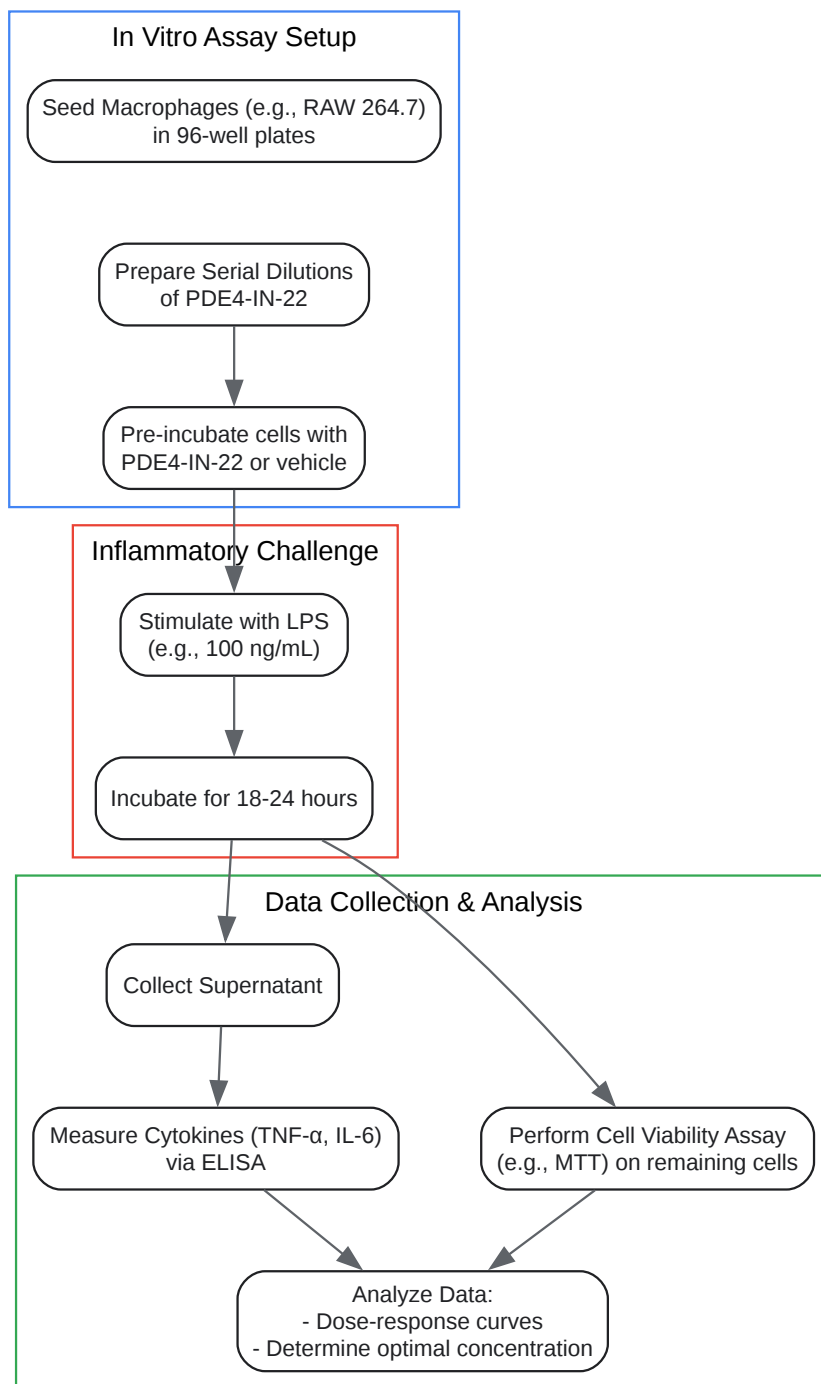 In Vitro Assay Setup
Seed Macrophages (e.g., RAW 264.7)
in 96-well plates
Prepare Serial Dilutions
of PDE4-IN-22
Pre-incubate cells with
PDE4-IN-22 or vehicle
Inflammatory Challenge
Stimulate with LPS
(e.g., 100 ng/mL)
Incubate for 18-24 hours
Data Collection & Analysis
Collect Supernatant
Measure Cytokines (TNF-α, IL-6)
via ELISA
Perform Cell Viability Assay
(e.g., MTT) on remaining cells
Analyze Data:
- Dose-response curves
- Determine optimal concentration